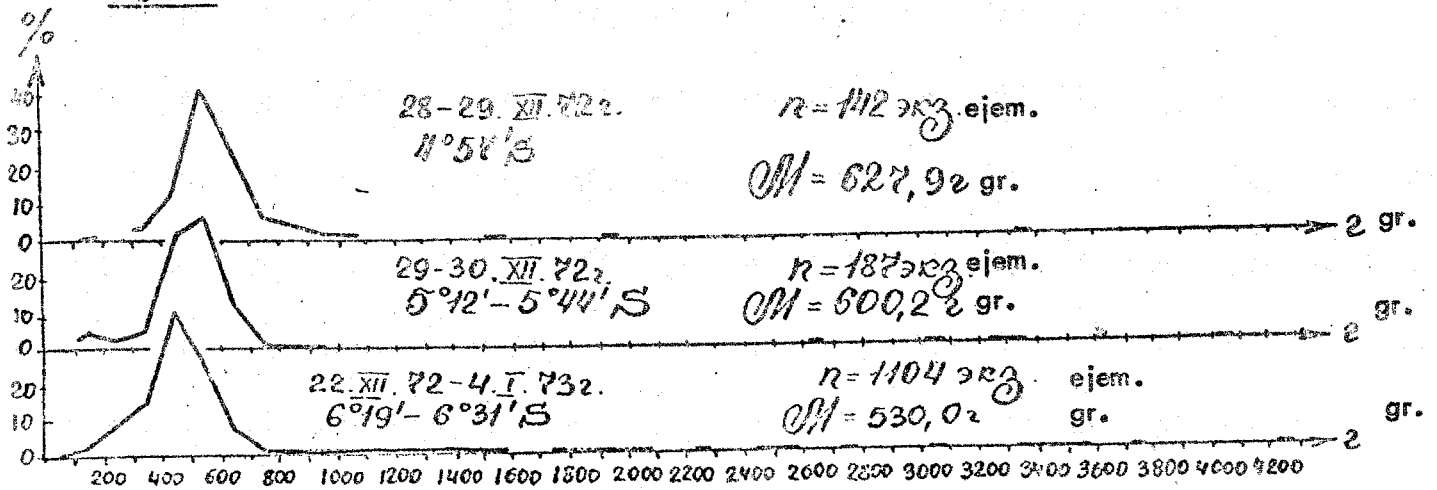 %
40
30
20
10
0
28-29.XII.72г.
4°57'S
n=142 экз. ejem.
M=627,9г gr.
г gr.
20
10
0
29-30.XII.72г.
5°12'-5°44'S
n=187экз ejem.
M=600,2г gr.
г gr.
20
10
0
22.XII.72-4.I.73г.
6°19'-6°31'S
n=1104 экз. ejem.
M=530,0г gr.
г gr.
200 400 600 800 1000 1200 1400 1600 1800 2000 2200 2400 2600 2800 3000 3200 3400 3600 3800 4000 4200